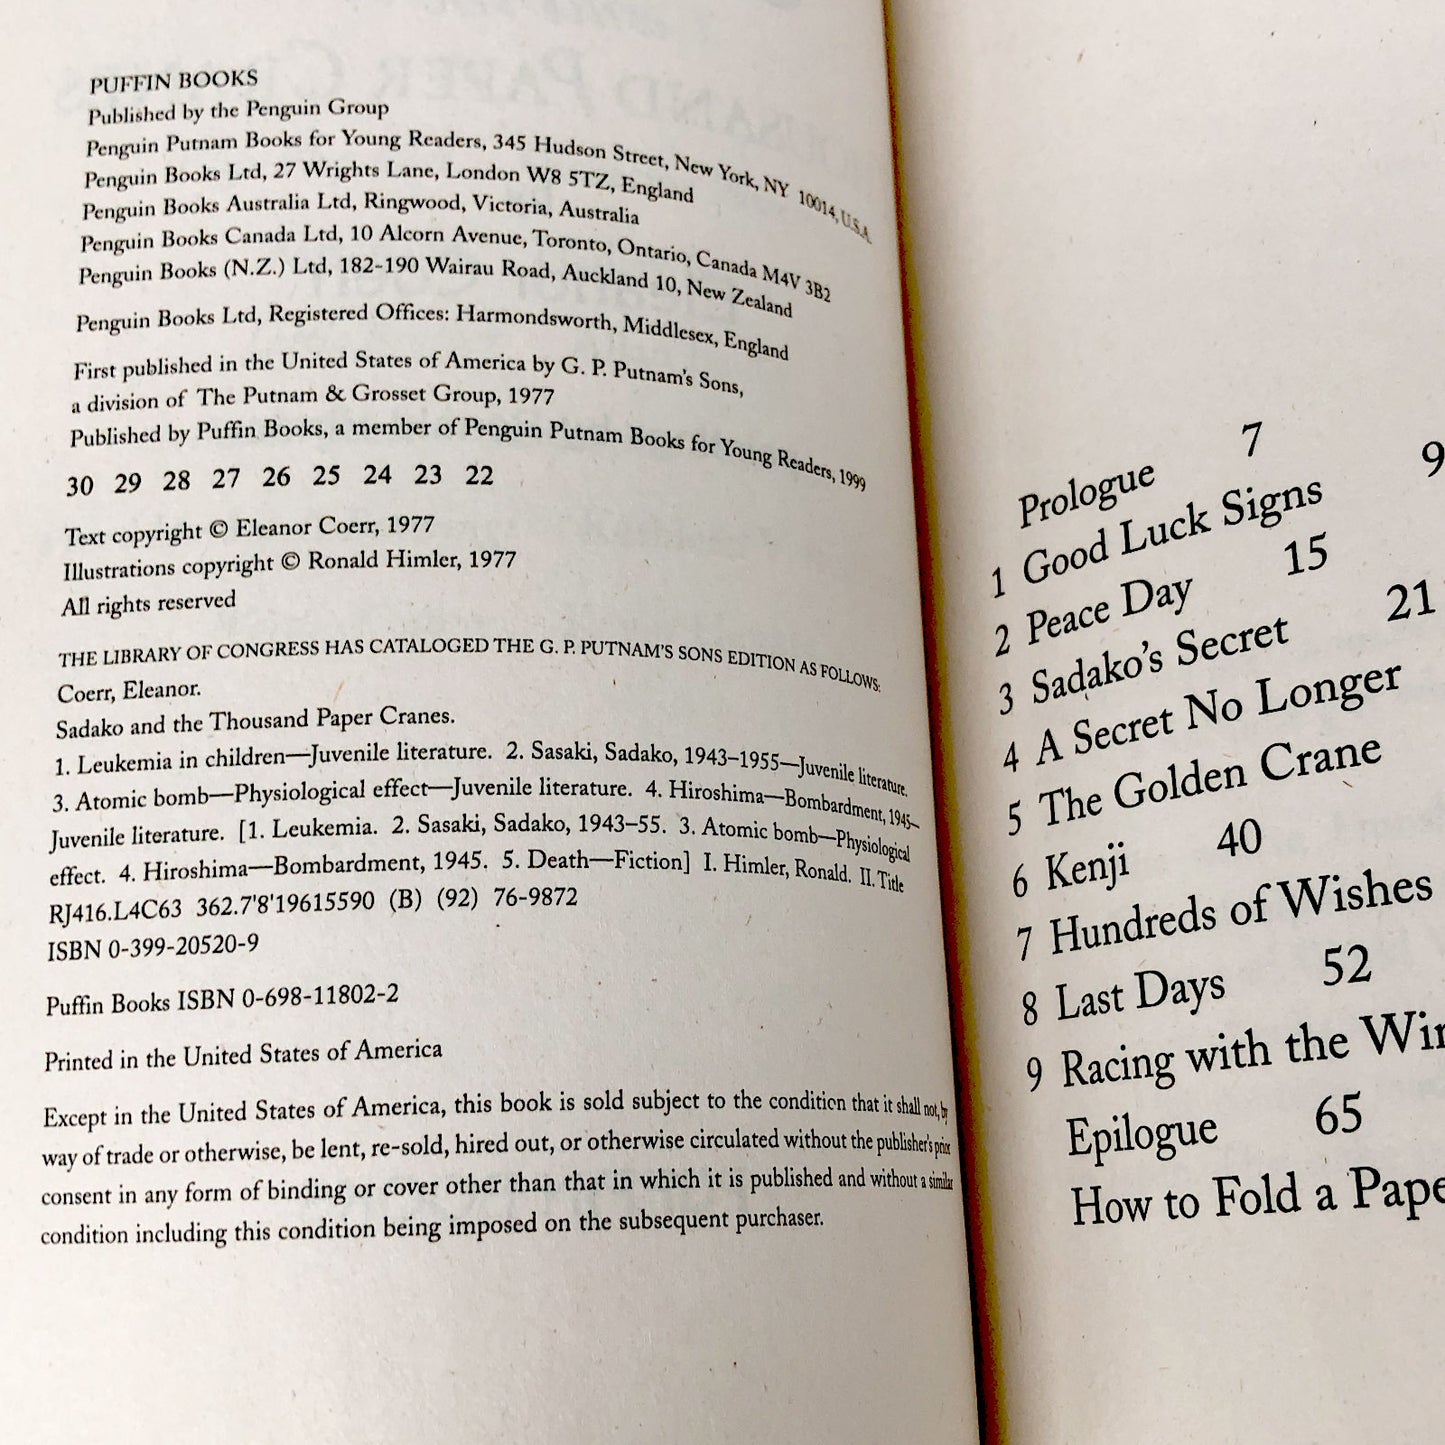 PUFFIN BOOKS
Published by the Penguin Group
Penguin Putnam Books for Young Readers, 345 Hudson Street, New York, NY 10014, U.S.A.
Penguin Books Ltd, 27 Wrights Lane, London W8 5TZ, England
Penguin Books Australia Ltd, Ringwood, Victoria, Australia
Penguin Books Canada Ltd, 10 Alcorn Avenue, Toronto, Ontario, Canada M4V 3B2
Penguin Books (N.Z.) Ltd, 182-190 Wairau Road, Auckland 10, New Zealand
Penguin Books Ltd, Registered Offices: Harmondsworth, Middlesex, England
First published in the United States of America by G. P. Putnam's Sons,
a division of The Putnam & Grosset Group, 1977
Published by Puffin Books, a member of Penguin Putnam Books for Young Readers, 1999
30 29 28 27 26 25 24 23 22
Text copyright © Eleanor Coerr, 1977
Illustrations copyright © Ronald Himler, 1977
All rights reserved
THE LIBRARY OF CONGRESS HAS CATALOGED THE G. P. PUTNAM'S SONS EDITION AS FOLLOWS:
Coerr, Eleanor.
Sadako and the Thousand Paper Cranes.
1. Leukemia in children—Juvenile literature. 2. Sasaki, Sadako, 1943–1955—Juvenile literature.
3. Atomic bomb—Physiological effect—Juvenile literature. 4. Hiroshima—Bombardment, 1945–
Juvenile literature. [1. Leukemia. 2. Sasaki, Sadako, 1943–55. 3. Atomic bomb—Physiological
effect. 4. Hiroshima—Bombardment, 1945. 5. Death—Fiction] I. Himler, Ronald. II. Title
RJ416.L4C63 362.7'8'19615590 (B) (92) 76-9872
ISBN 0-399-20520-9
Puffin Books ISBN 0-698-11802-2
Printed in the United States of America
Except in the United States of America, this book is sold subject to the condition that it shall not, by
way of trade or otherwise, be lent, re-sold, hired out, or otherwise circulated without the publisher's prior
consent in any form of binding or cover other than that in which it is published and without a similar
condition including this condition being imposed on the subsequent purchaser.
Prologue 7
1 Good Luck Signs 9
2 Peace Day 15
3 Sadako's Secret 21
4 A Secret No Longer
5 The Golden Crane
6 Kenji 40
7 Hundreds of Wishes
8 Last Days 52
9 Racing with the Win
Epilogue 65
How to Fold a Pape